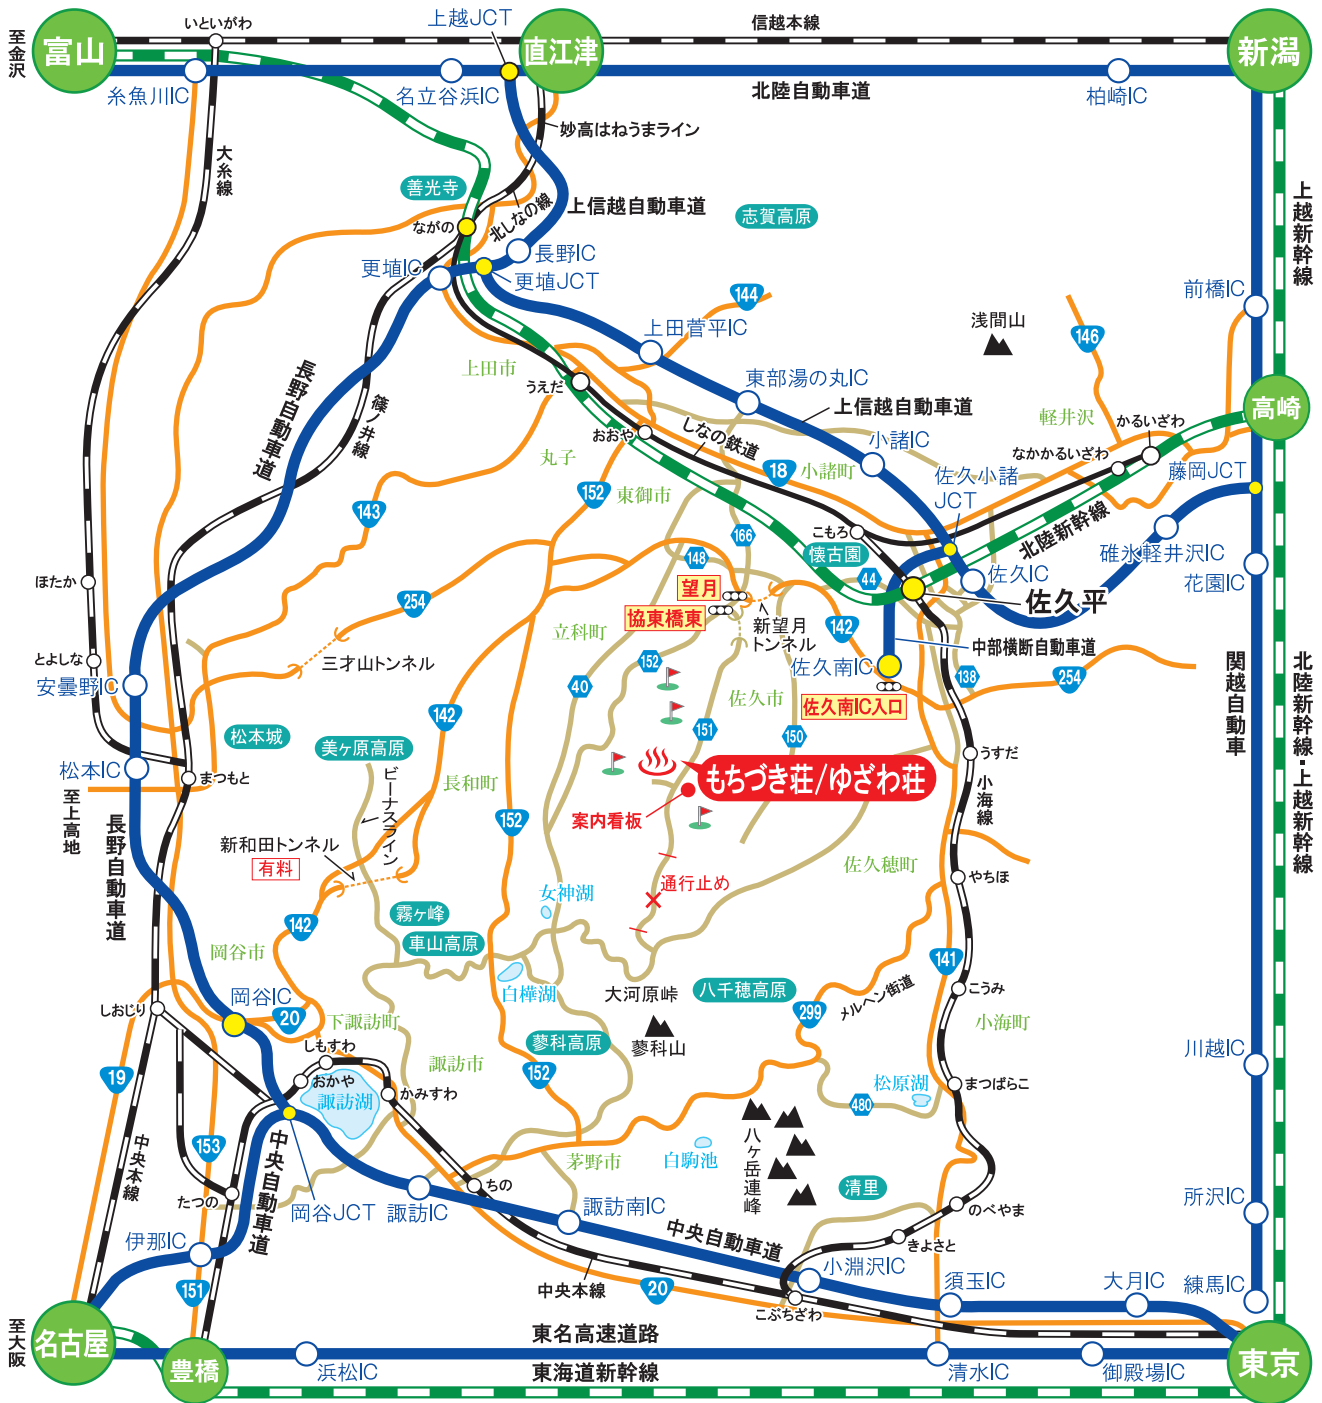 至金沢
富山
いといがわ
上越JCT
直江津
信越本線
新潟
糸魚川IC
名立谷浜IC
北陸自動車道
柏崎IC
妙高はねうまライン
大糸線
善光寺
北しなの線
上信越自動車道
志賀高原
上越新幹線
ながの
長野IC
更埴IC
更埴JCT
144
前橋IC
上田菅平IC
浅間山
146
上田市
うえだ
東部湯の丸IC
上信越自動車道
軽井沢
かるいざわ
高崎
長野自動車道
篠ノ井線
おおや
しなの鉄道
小諸IC
なかかるいざわ
藤岡JCT
丸子
18
小諸町
佐久小諸
JCT
152
東御市
143
こもろ
北陸新幹線
166
懐古園
碓氷軽井沢IC
148
44
佐久IC
花園IC
ほたか
望月
佐久平
254
協東橋東
新望月
トンネル
142
立科町
中部横断自動車道
とよしな
三才山トンネル
152
佐久南IC
138
254
安曇野IC
40
佐久市
佐久南IC入口
関越自動車
北陸新幹線・上越新幹線
142
151
150
松本城
美ヶ原高原
うすだ
松本IC
まつもと
ビーナスライン
長和町
もちづき荘/ゆざわ荘
小海線
至上高地
長野自動車道
152
案内看板
新和田トンネル
有料
佐久穂町
やちほ
通行止め
女神湖
霧ヶ峰
142
車山高原
岡谷市
141
白樺湖
大河原峠
八千穂高原
こうみ
岡谷IC
しおじり
20
下諏訪町
299
メルヘン街道
小海町
蓼科高原
蓼科山
しもすわ
諏訪市
川越IC
19
おかや
152
諏訪湖
かみすわ
松原湖
まつばらこ
480
中央本線
153
中央自動車道
茅野市
白駒池
八ヶ岳連峰
清里
たつの
ちの
岡谷JCT
諏訪IC
諏訪南IC
のべやま
所沢IC
伊那IC
中央自動車道
きよさと
151
中央本線
20
小淵沢IC
須玉IC
大月IC
練馬IC
こぶちざわ
至大阪
名古屋
豊橋
東名高速道路
東海道新幹線
浜松IC
清水IC
御殿場IC
東京